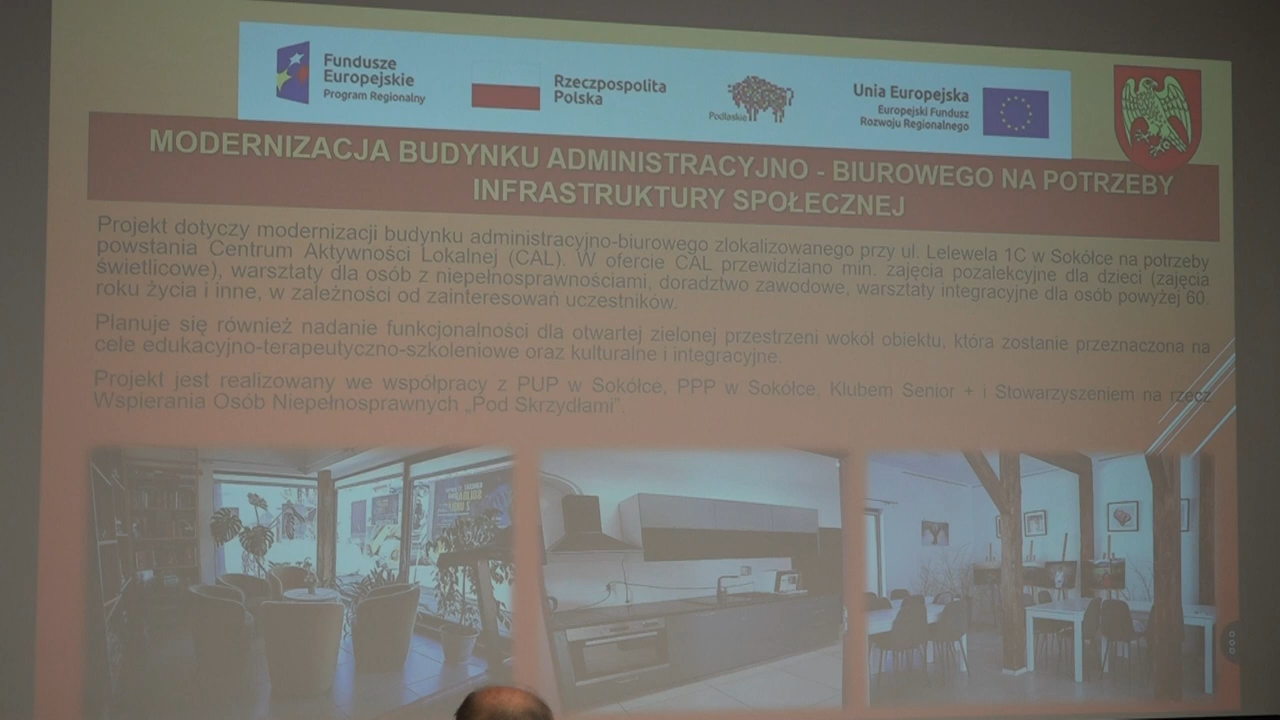 Fundusze
Europejskie
Program Regionalny
Rzeczpospolita
Polska
Podlaskie
Unia Europejska
Europejski Fundusz
Rozwoju Regionalnego
MODERNIZACJA BUDYNKU ADMINISTRACYJNO - BIUROWEGO NA POTRZEBY
INFRASTRUKTURY SPOŁECZNEJ
Projekt dotyczy modernizacji budynku administracyjno-biurowego zlokalizowanego przy ul. Lelewela 1C w Sokółce na potrzeby
powstania Centrum Aktywności Lokalnej (CAL). W ofercie CAL przewidziano min. zajęcia pozalekcyjne dla dzieci (zajęcia
świetlicowe), warsztaty dla osób z niepełnosprawnościami, doradztwo zawodowe, warsztaty integracyjne dla osób powyżej 60.
roku życia i inne, w zależności od zainteresowań uczestników.
Planuje się również nadanie funkcjonalności dla otwartej zielonej przestrzeni wokół obiektu, która zostanie przeznaczona na
cele edukacyjno-terapeutyczno-szkoleniowe oraz kulturalne i integracyjne.
Projekt jest realizowany we współpracy z PUP w Sokółce, PPP w Sokółce, Klubem Senior + i Stowarzyszeniem na rzecz
Wspierania Osób Niepełnosprawnych „Pod Skrzydłami”.